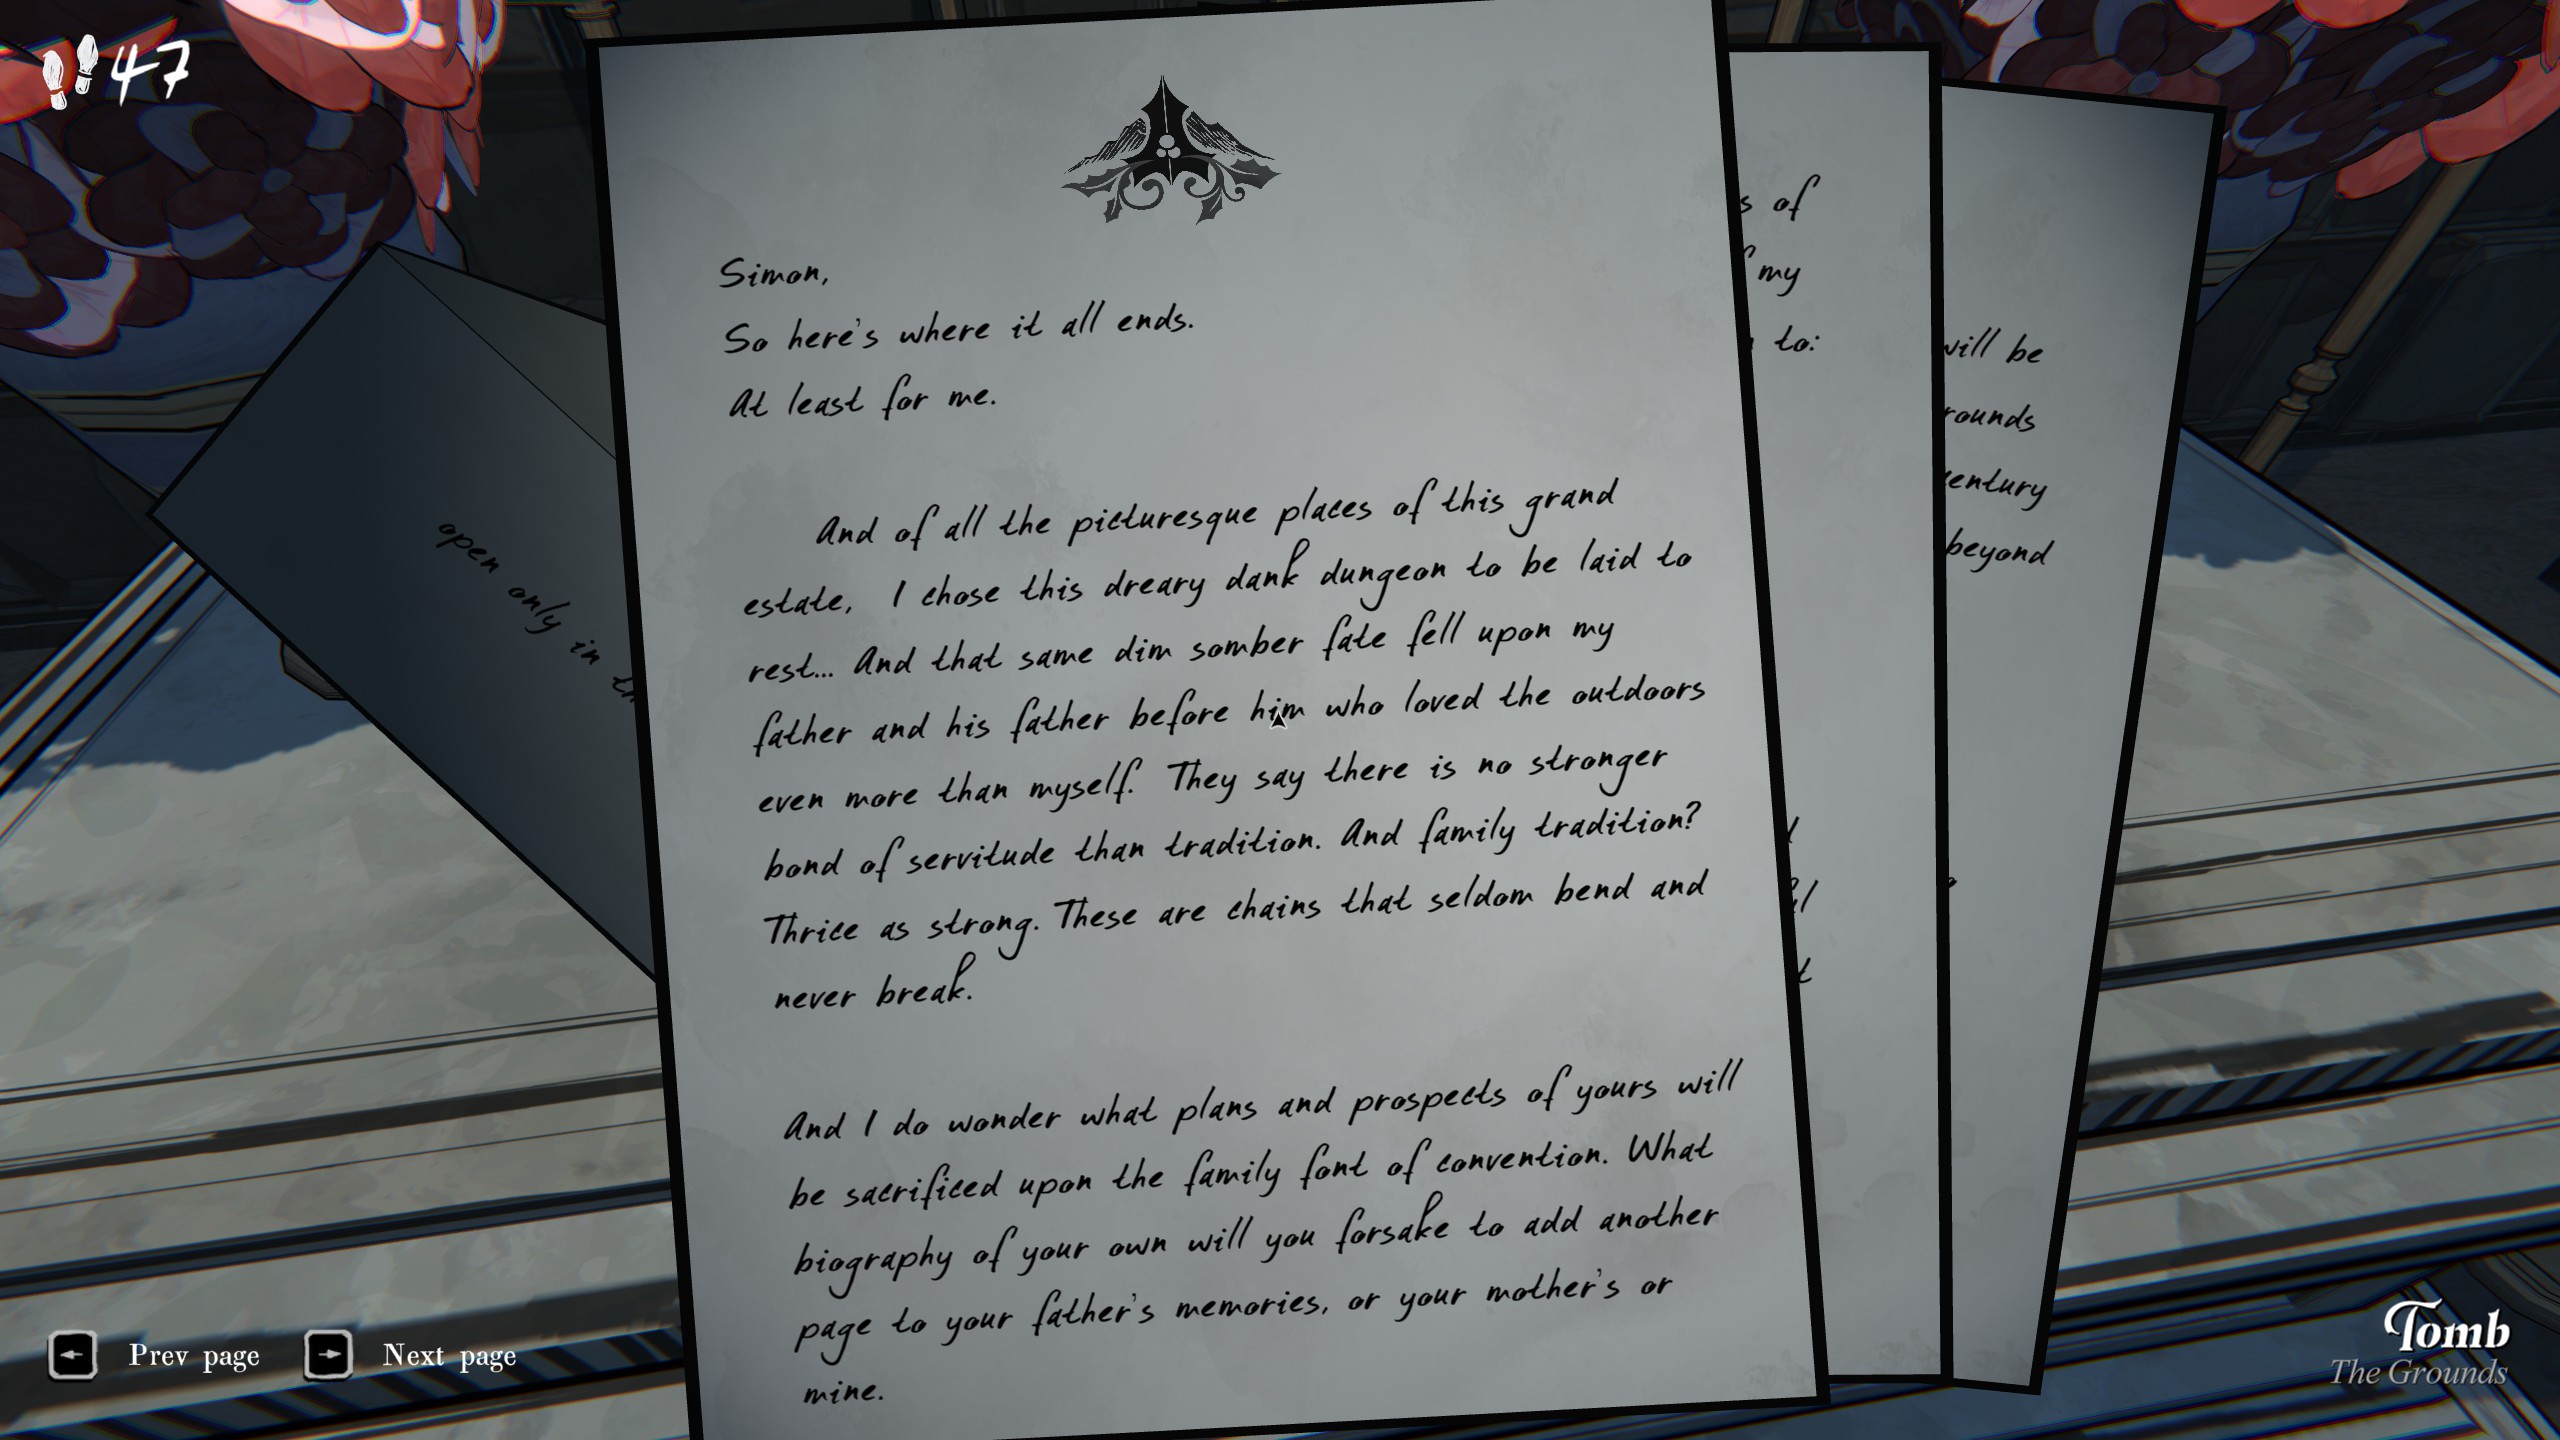 47
Simon,
So here's where it all ends.
At least for me.
And of all the picturesque places of this grand
estate, I chose this dreary dank dungeon to be laid to
rest... And that same dim somber fate fell upon my
father and his father before him who loved the outdoors
even more than myself. They say there is no stronger
bond of servitude than tradition. And family tradition?
Thrice as strong. These are chains that seldom bend and
never break.
And I do wonder what plans and prospects of yours will
be sacrificed upon the family font of convention. What
biography of your own will you forsake to add another
page to your father's memories, or your mother's or
mine.
open only in
of
my
to:
will be
entury
beyond
Prev page
Next page
Tomb
The Grounds